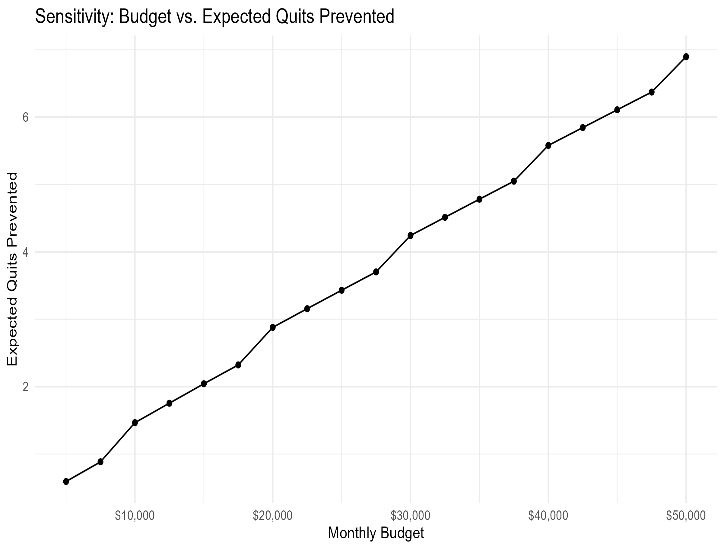 Sensitivity: Budget vs. Expected Quits Prevented
Expected Quits Prevented
6
4
2
$10,000 $20,000 $30,000 $40,000 $50,000
Monthly Budget